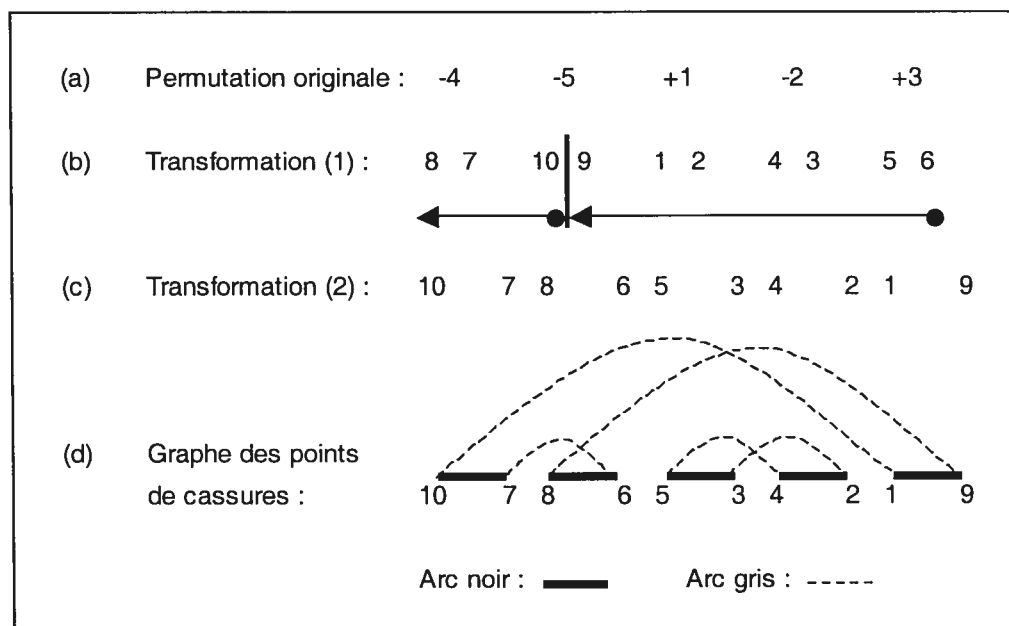 (a) Permutation originale : -4 -5 +1 -2 +3
(b) Transformation (1) : 8 7 10 9 1 2 4 3 5 6
(c) Transformation (2) : 10 7 8 6 5 3 4 2 1 9
(d) Graphe des points
de cassures :
10 7 8 6 5 3 4 2 1 9
Arc noir : Arc gris :